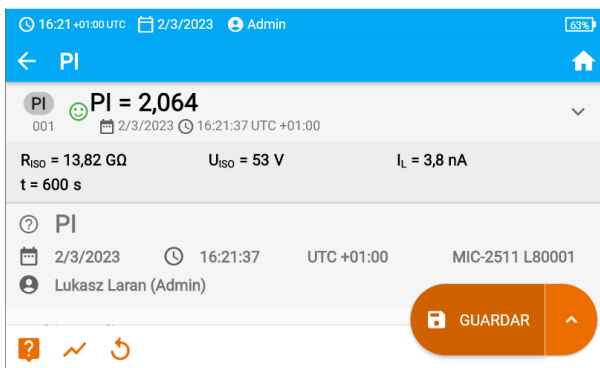 16:21 +01:00 UTC 2/3/2023 Admin 63%
PI
PI PI = 2,064
001 2/3/2023 16:21:37 UTC +01:00
RISO = 13,82 GΩ UISO = 53 V IL = 3,8 nA
t = 600 s
PI
2/3/2023 16:21:37 UTC +01:00 MIC-2511 L80001
Lukasz Laran (Admin)
GUARDAR